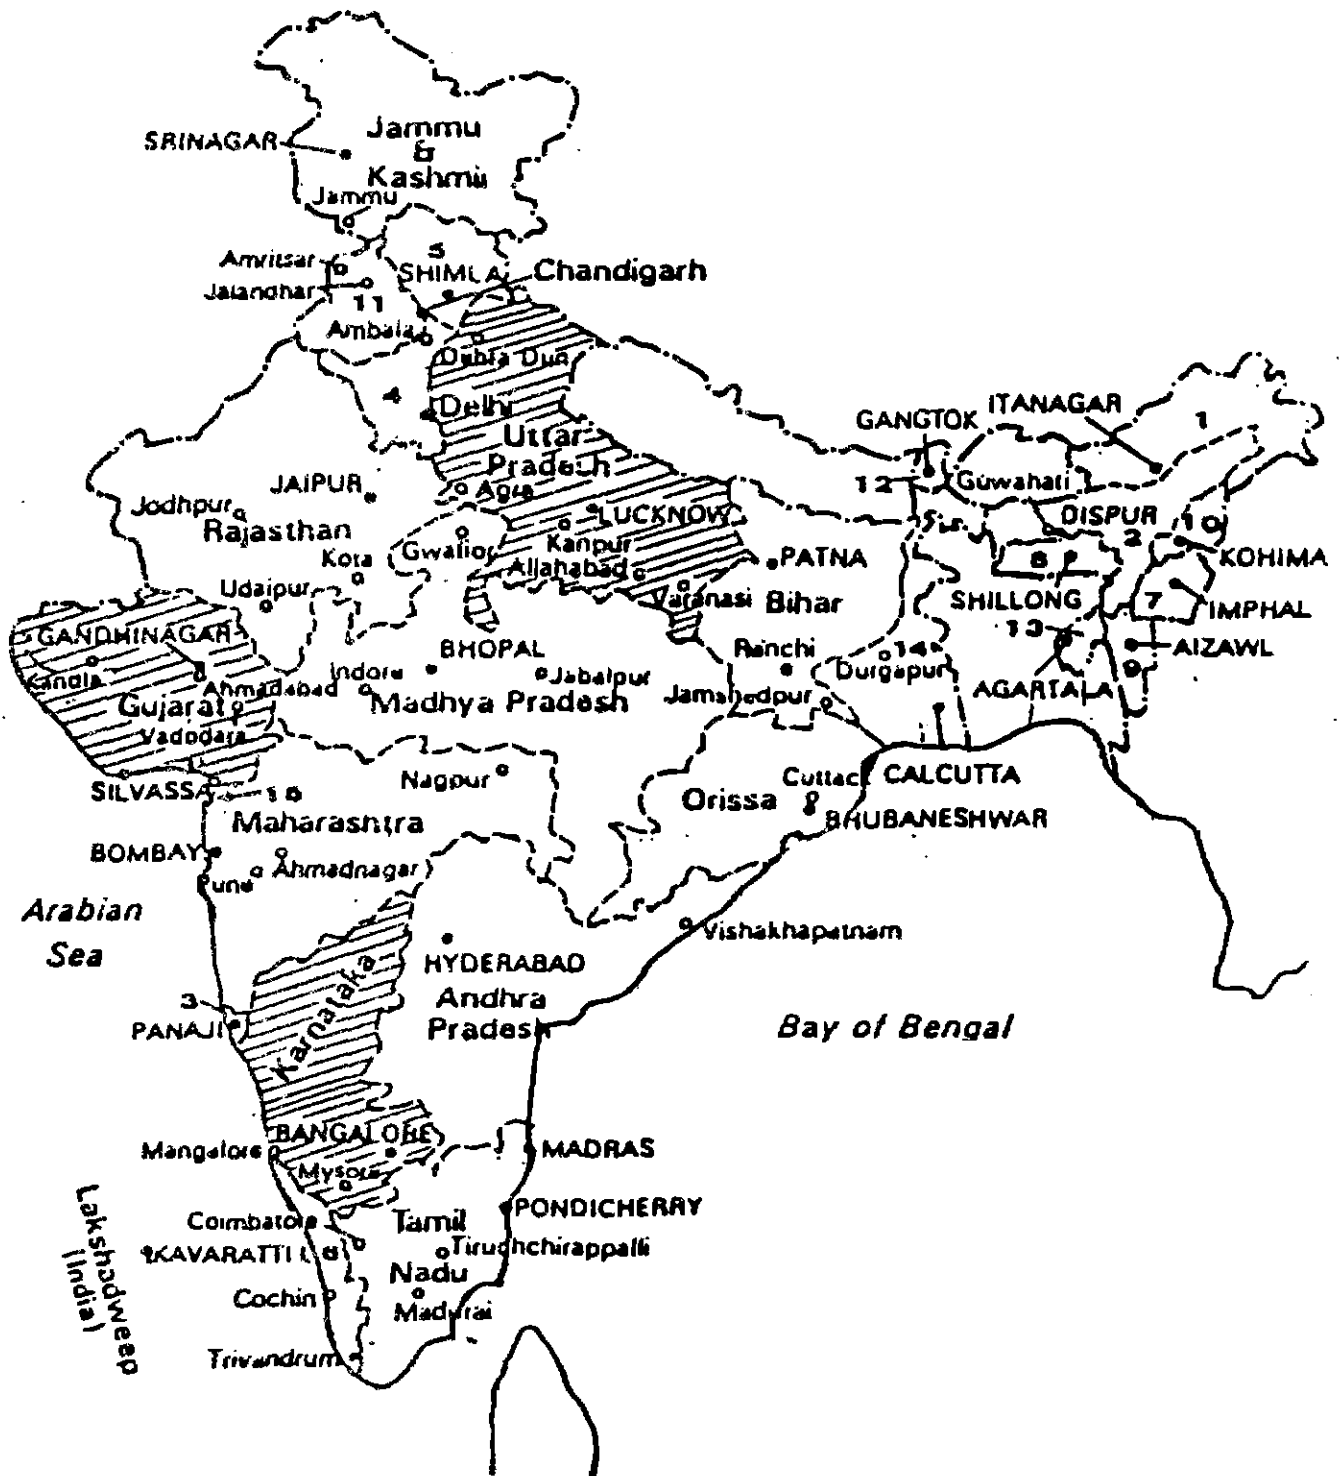 Jammu
&
Kashmir
SRINAGAR
Jammu
5
Amritsar
SHIMLA
Chandigarh
Jalandhar
11
Ambala
Dehra Dun
4
Delhi
ITANAGAR
GANGTOK
1
Uttar
Pradesh
12
Guwahati
JAIPUR
Agra
Jodhpur
LUCKNOW
DISPUR
10
Rajasthan
Kanpur
2
Gwalior
Kota
Allahabad
PATNA
8
KOHIMA
Udaipur
Varanasi
Bihar
SHILLONG
7
IMPHAL
13
GANDHINAGAR
BHOPAL
Ranchi
14
AIZAWL
Kandla
Indore
Jabalpur
Durgapur
9
Ahmadabad
Madhya Pradesh
Jamshedpur
AGARTALA
Gujarat
Vadodara
Nagpur
Cuttack
CALCUTTA
SILVASSA
15
Orissa
Maharashtra
BHUBANESHWAR
BOMBAY
Ahmadnagar
Pune
Arabian
Sea
Vishakhapatnam
HYDERABAD
Karnataka
3
Andhra
Pradesh
PANAJI
Bay of Bengal
BANGALORE
Mangalore
MADRAS
Mysore
PONDICHERRY
Coimbatore
Tamil
Nadu
KAVARATTI
6
Tiruchchirappalli
Lakshadweep
(India)
Cochin
Madurai
Trivandrum